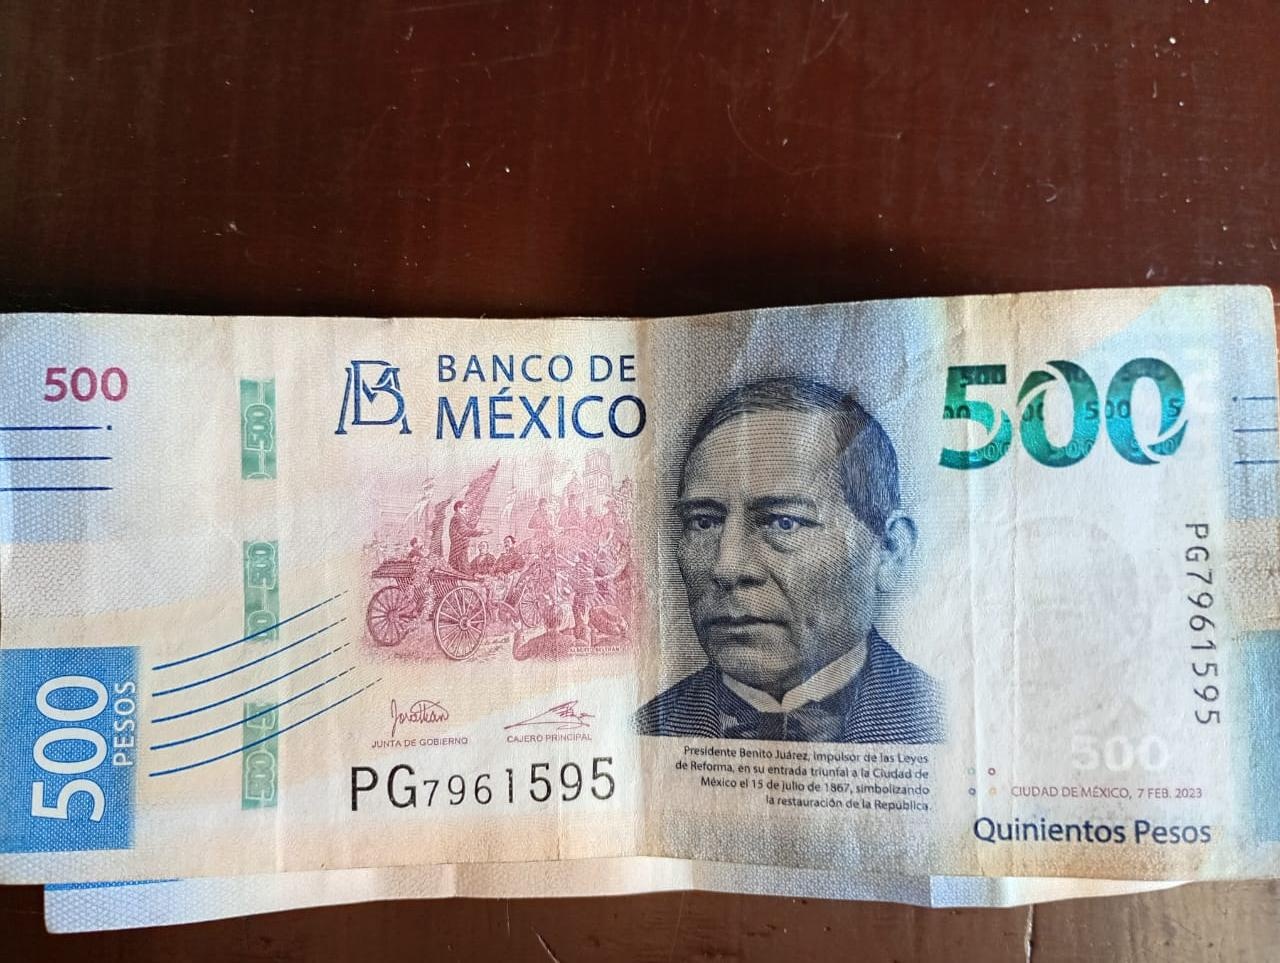 500
BANCO DE
MÉXICO
500
PG7961595
500
PESOS
JUNTA DE GOBIERNO
CAJERO PRINCIPAL
PG7961595
Presidente Benito Juárez, impulsor de las Leyes
de Reforma, en su entrada triunfal a la Ciudad de
México el 15 de julio de 1867, simbolizando
la restauración de la República.
500
CIUDAD DE MÉXICO, 7 FEB. 2023
Quinientos Pesos